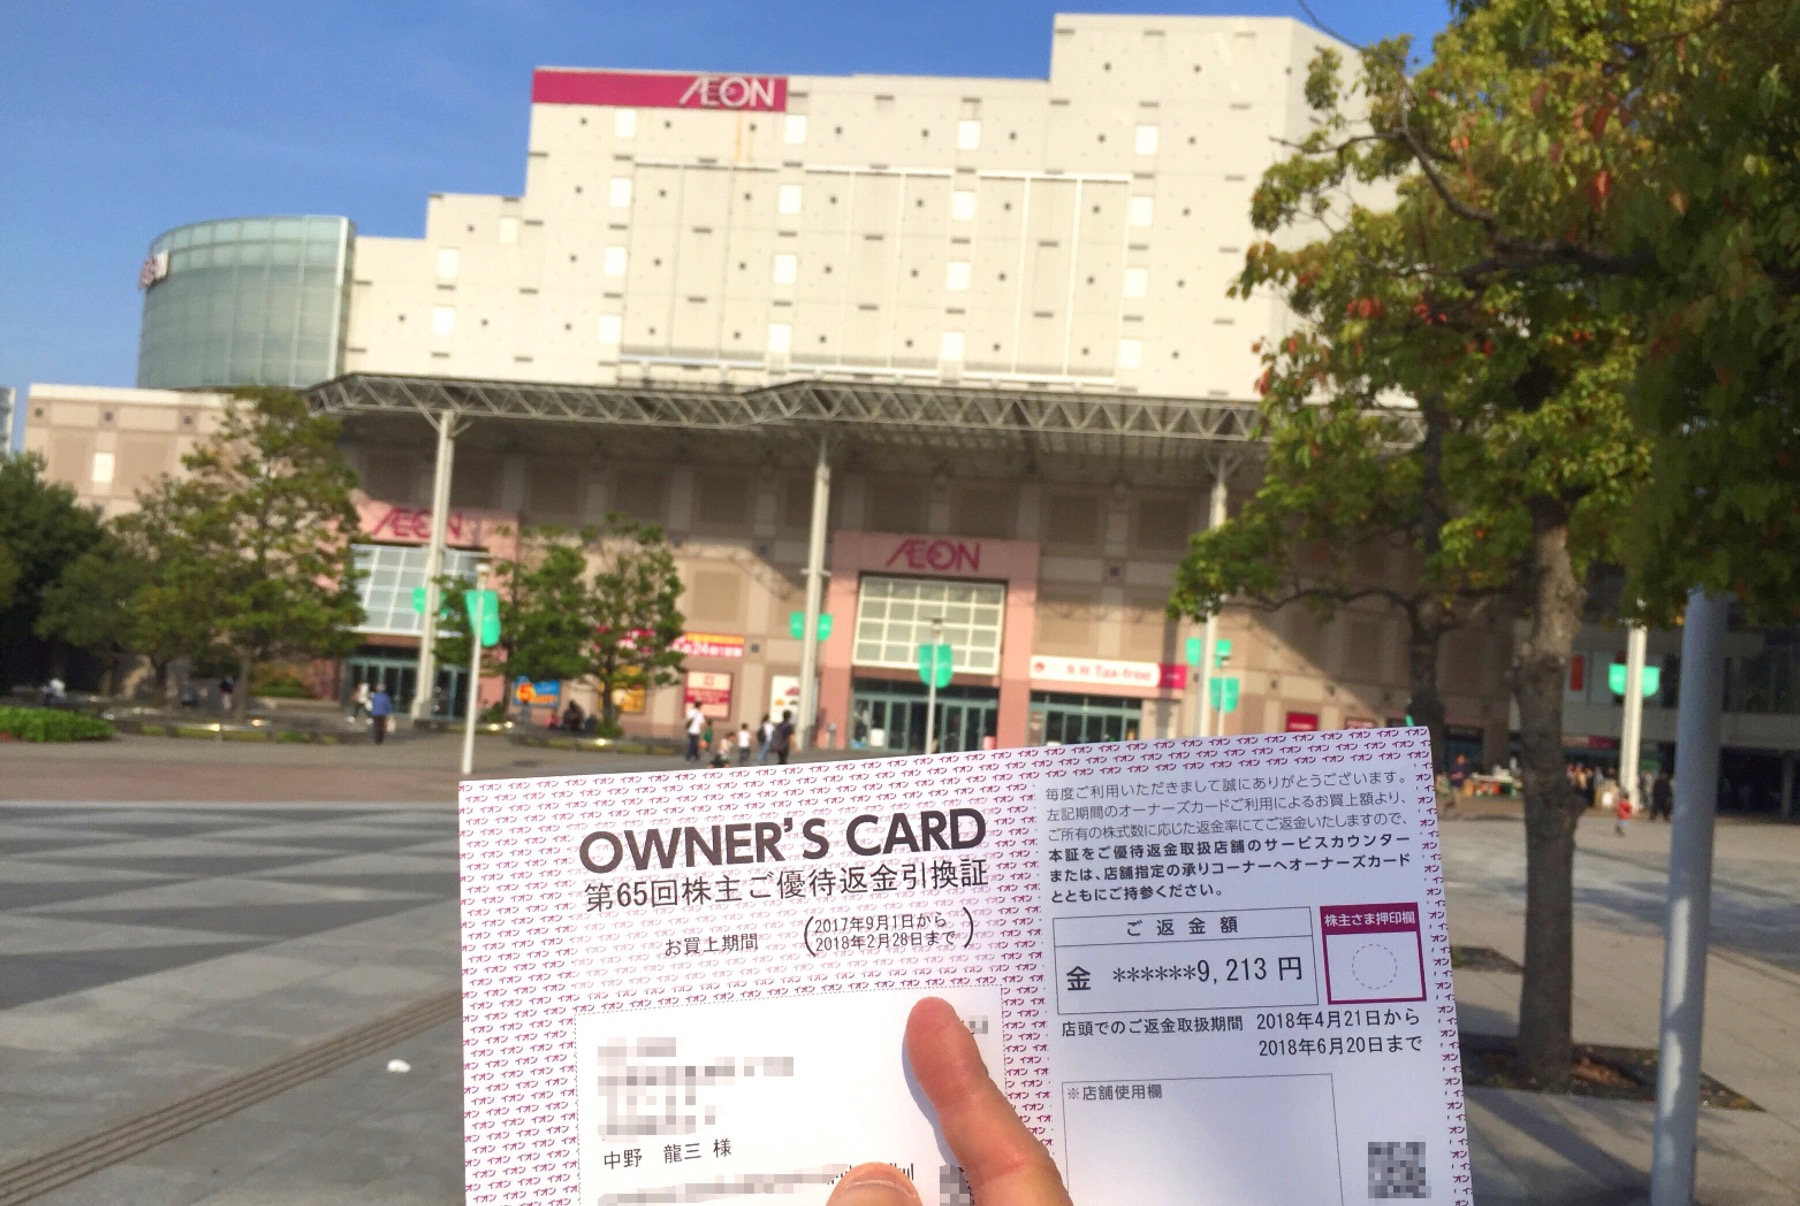 ÆON
ÆON
ÆON
Tax-free
OWNER'S CARD
第65回株主ご優待返金引換証
お買上期間
(2017年9月1日から
2018年2月28日まで)
中野 龍三 様
毎度ご利用いただきまして誠にありがとうございます。
左記期間のオーナーズカードご利用によるお買上額より、
ご所有の株式数に応じた返金率にてご返金いたしますので、
本証をご優待返金取扱店舗のサービスカウンター
または、店舗指定の承りコーナーへオーナーズカード
とともにご持参ください。
ご返金額
金 ******9,213 円
株主さま押印欄
店頭でのご返金取扱期間 2018年4月21日から
2018年6月20日まで
※店舗使用欄